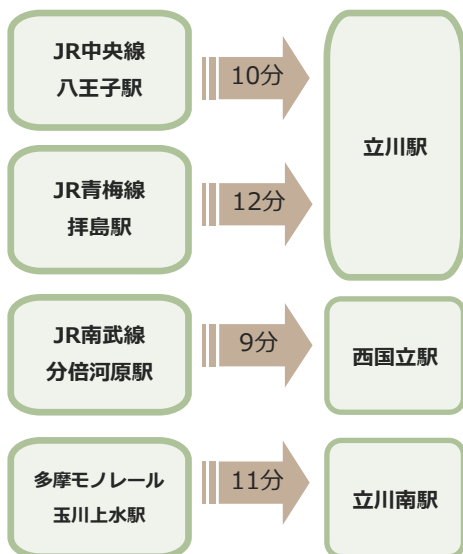 JR中央線
八王子駅
10分
立川駅
JR青梅線
拝島駅
12分
JR南武線
分倍河原駅
9分
西国立駅
多摩モノレール
玉川上水駅
11分
立川南駅